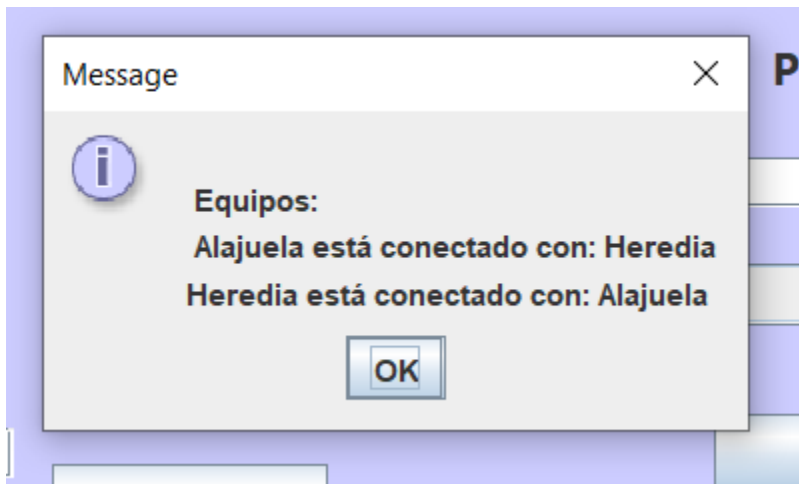 Message
P
Equipos:
Alajuela está conectado con: Heredia
Heredia está conectado con: Alajuela
OK